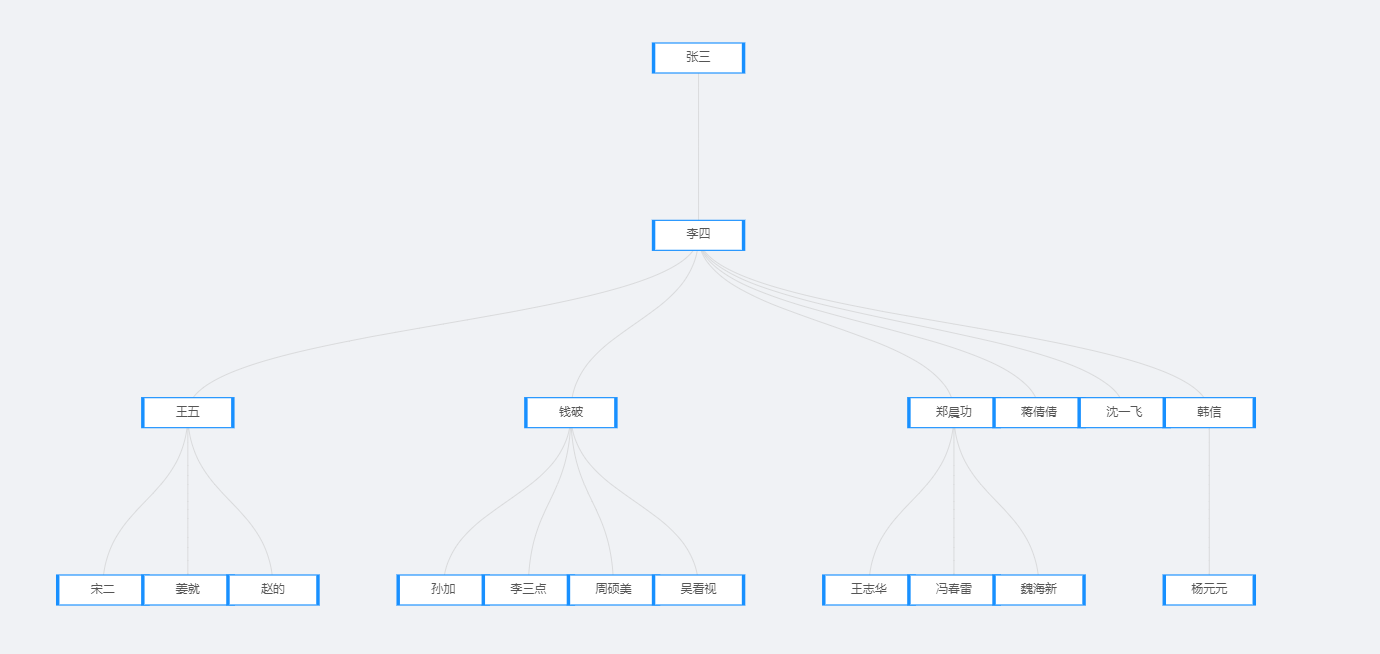 张三
李四
王五
钱破
郑晨功
蒋倩倩
沈一飞
韩信
宋二
姜就
赵的
孙加
李三点
周硕美
吴看视
王志华
冯春雷
魏海新
杨元元